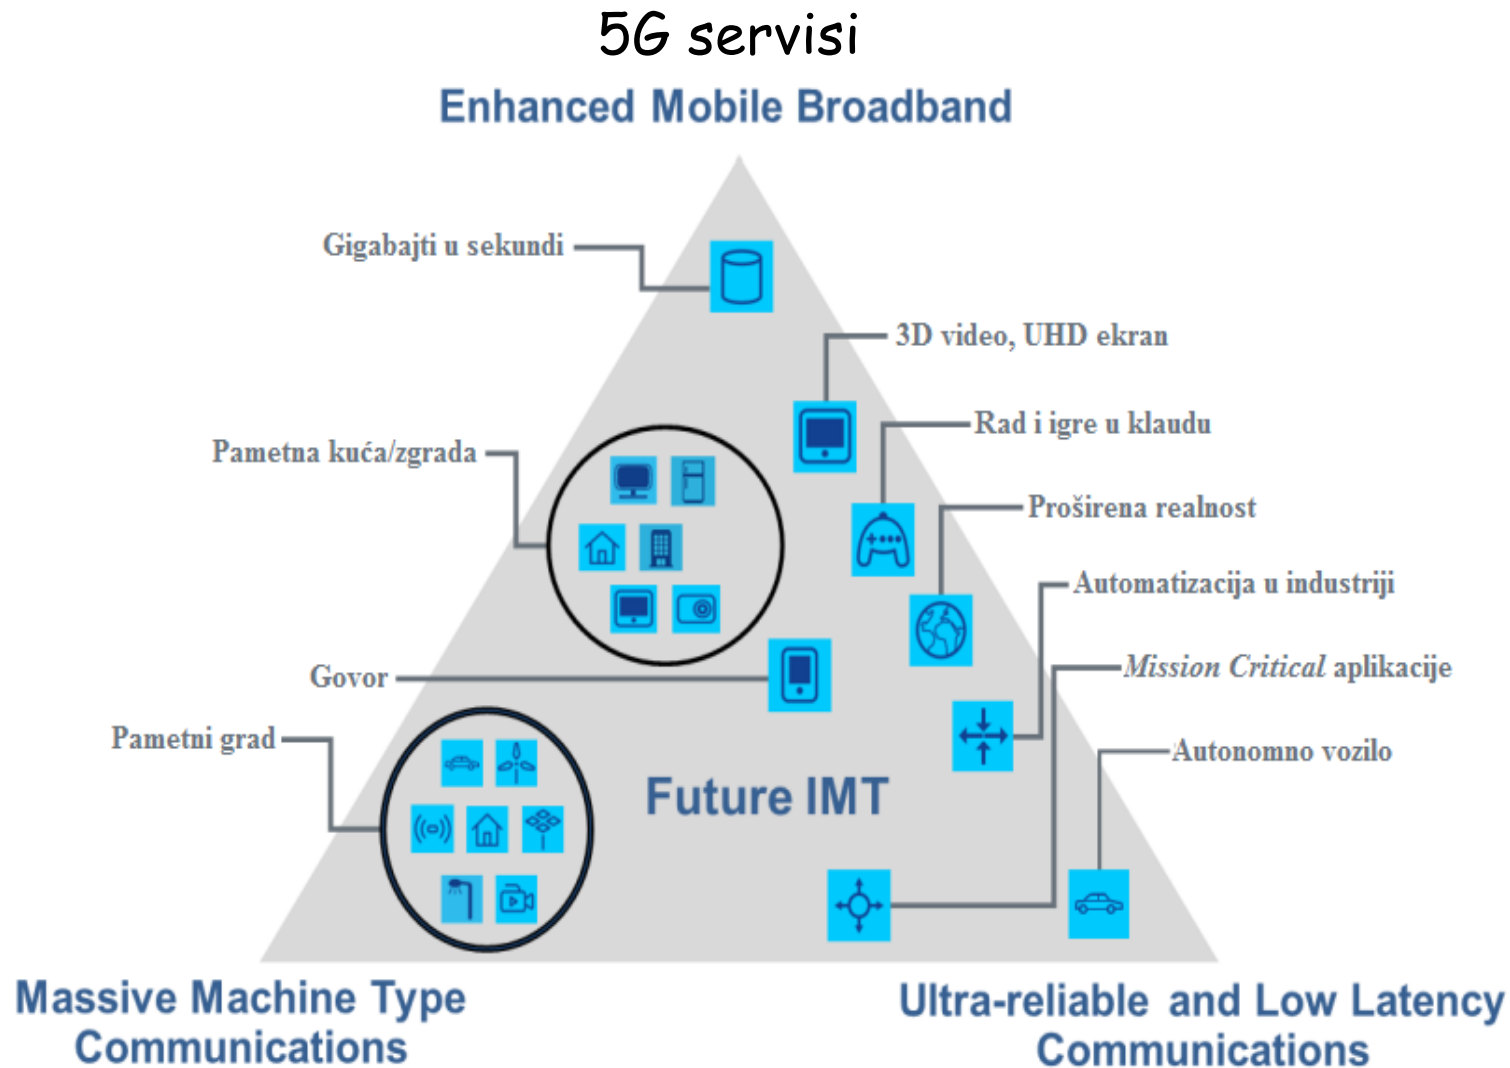 5G servisi
Enhanced Mobile Broadband
Gigabajti u sekundi
3D video, UHD ekran
Rad i igre u klaudu
Pametna kuća/zgrada
Proširena realnost
Automatizacija u industriji
Mission Critical aplikacije
Govor
Pametni grad
Autonomno vozilo
Future IMT
Massive Machine Type
Communications
Ultra-reliable and Low Latency
Communications